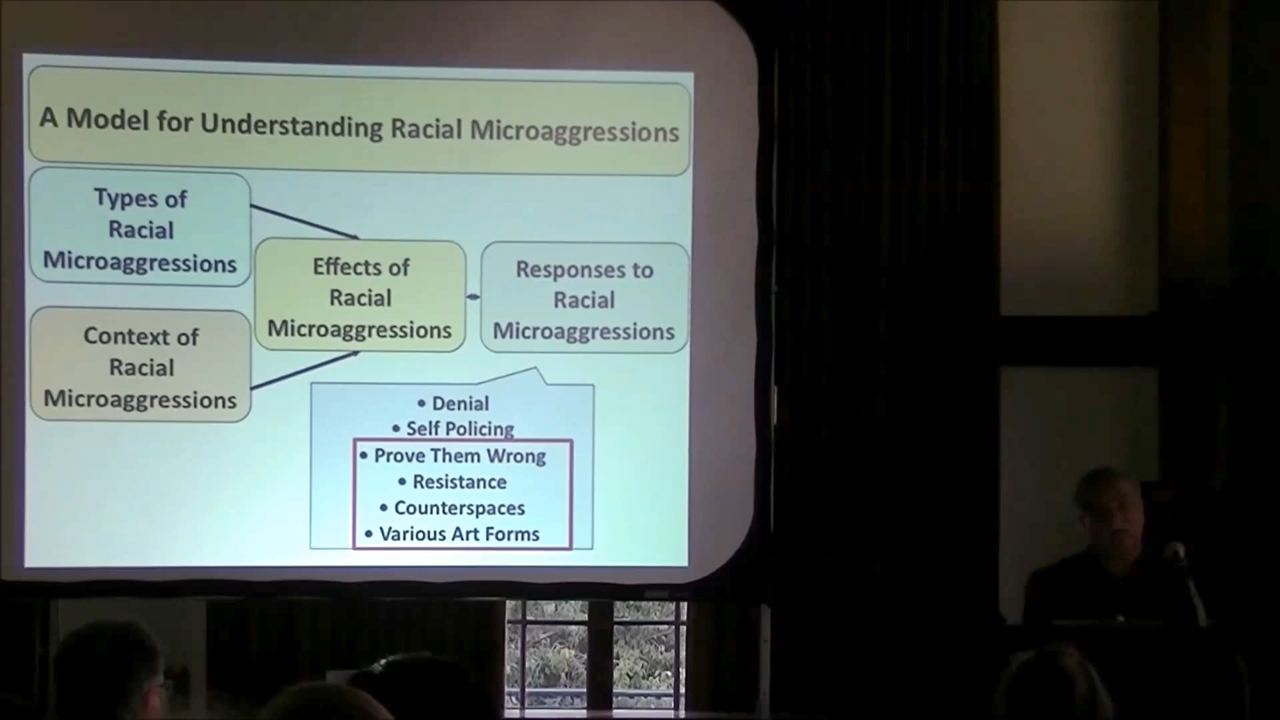 A Model for Understanding Racial Microaggressions
Types of
Racial
Microaggressions
Context of
Racial
Microaggressions
Effects of
Racial
Microaggressions
Responses to
Racial
Microaggressions
• Denial
• Self Policing
• Prove Them Wrong
• Resistance
• Counterspaces
• Various Art Forms